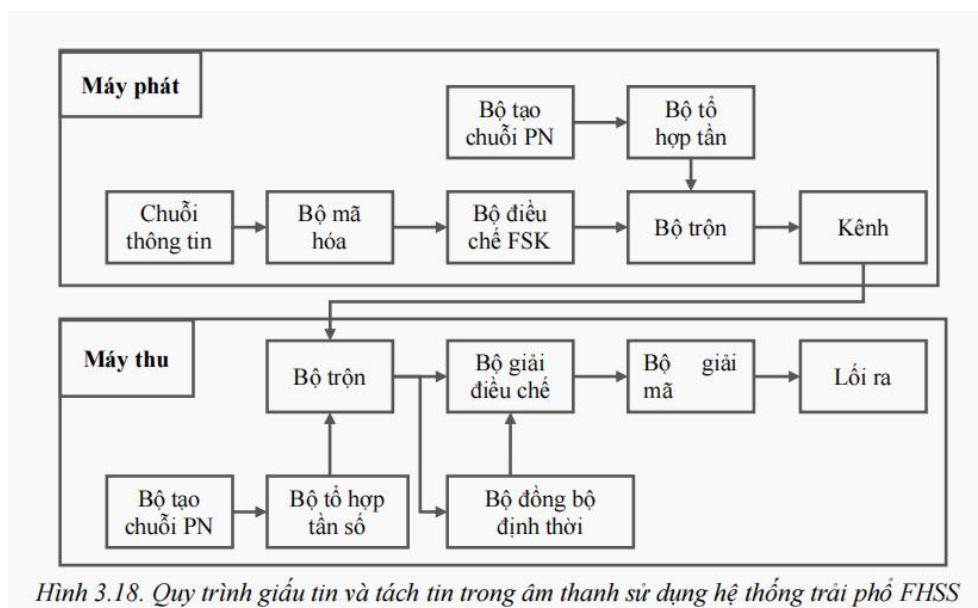 Máy phát
Bộ tạo
chuỗi PN
Bộ tổ
hợp tần
Chuỗi
thông tin
Bộ mã
hóa
Bộ điều
chế FSK
Bộ trộn
Kênh
Máy thu
Bộ trộn
Bộ giải
điều chế
Bộ giải
mã
Lối ra
Bộ tạo
chuỗi PN
Bộ tổ hợp
tần số
Bộ đồng bộ
định thời
Hình 3.18. Quy trình giấu tin và tách tin trong âm thanh sử dụng hệ thống trải phổ FHSS